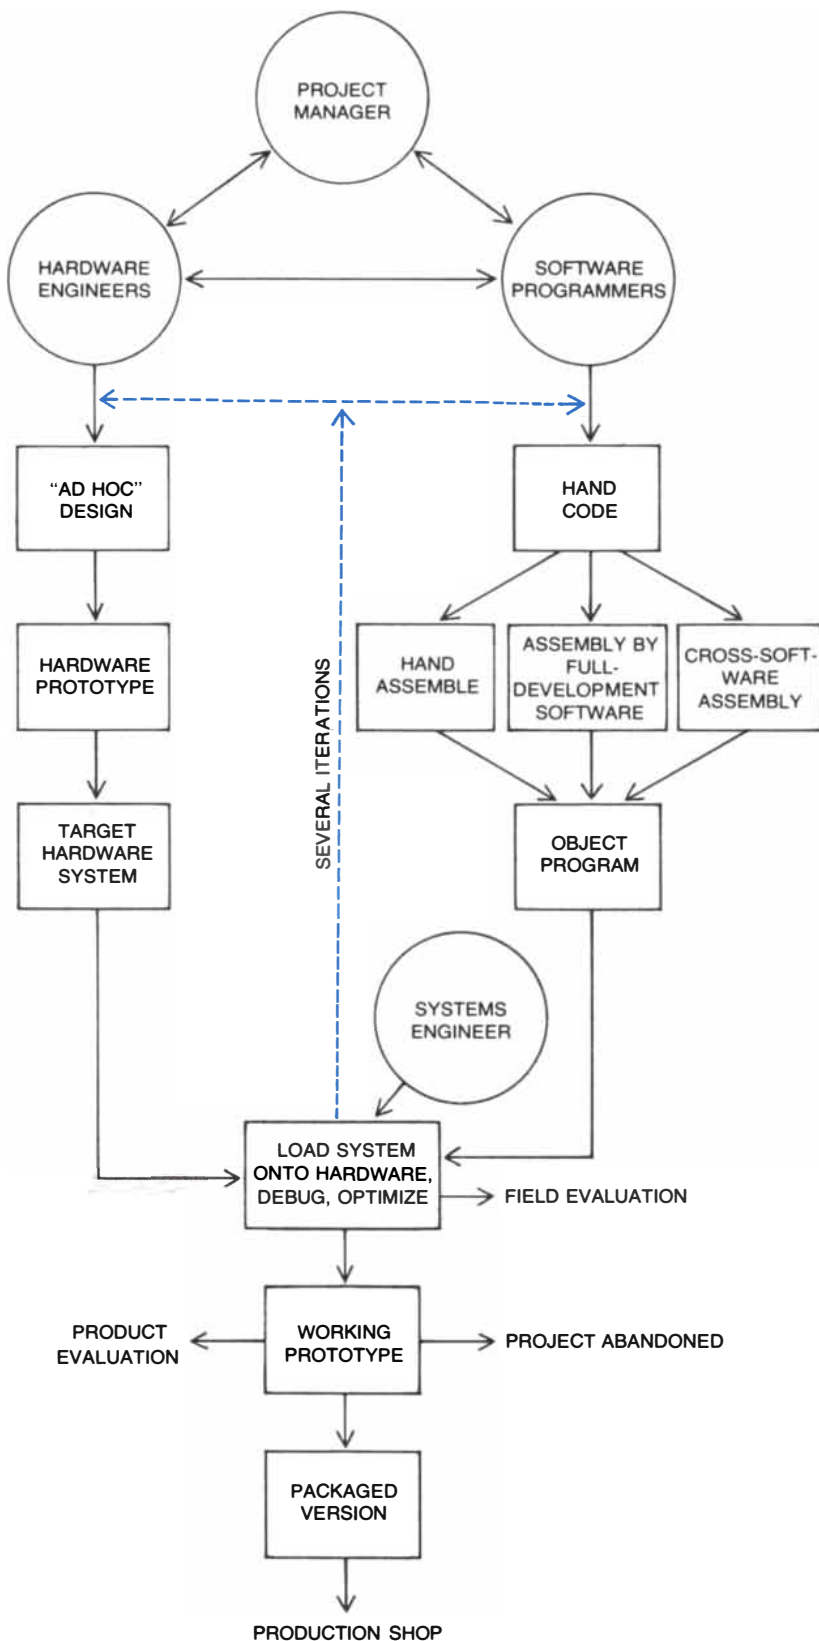 PROJECT
MANAGER
HARDWARE
ENGINEERS
SOFTWARE
PROGRAMMERS
"AD HOC"
DESIGN
HAND
CODE
HARDWARE
PROTOTYPE
HAND
ASSEMBLE
ASSEMBLY BY
FULL-
DEVELOPMENT
SOFTWARE
CROSS-SOFT-
WARE
ASSEMBLY
SEVERAL ITERATIONS
TARGET
HARDWARE
SYSTEM
OBJECT
PROGRAM
SYSTEMS
ENGINEER
LOAD SYSTEM
ONTO HARDWARE,
DEBUG, OPTIMIZE
FIELD EVALUATION
PRODUCT
EVALUATION
WORKING
PROTOTYPE
PROJECT ABANDONED
PACKAGED
VERSION
PRODUCTION SHOP